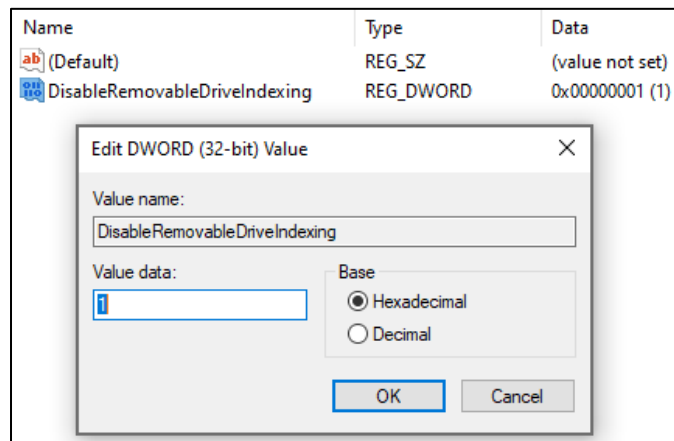 Name Type Data
ab (Default) REG_SZ (value not set)
DisableRemovableDriveIndexing REG_DWORD 0x00000001 (1)
Edit DWORD (32-bit) Value
Value name:
DisableRemovableDriveIndexing
Value data: Base
1 Hexadecimal
Decimal
OK Cancel